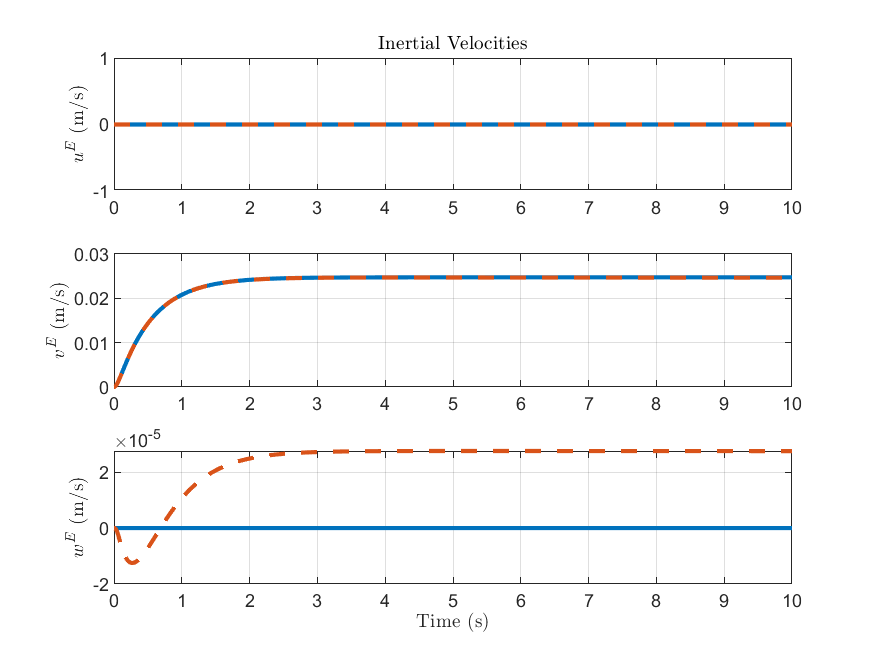 Inertial Velocities
u^E (m/s)
1
0
-1
0 1 2 3 4 5 6 7 8 9 10
v^E (m/s)
0.03
0.02
0.01
0
0 1 2 3 4 5 6 7 8 9 10
×10^-5
w^E (m/s)
2
0
-2
0 1 2 3 4 5 6 7 8 9 10
Time (s)